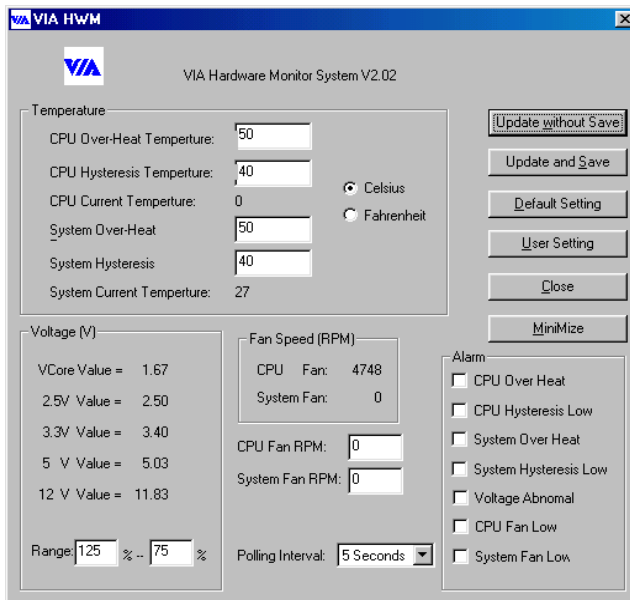 VIA HWM
VIA
VIA Hardware Monitor System V2.02
Temperature
CPU Over-Heat Temperture: 50
CPU Hysteresis Temperture: 40
CPU Current Temperture: 0
System Over-Heat 50
System Hysteresis 40
System Current Temperture: 27
Celsius
Fahrenheit
Update without Save
Update and Save
Default Setting
User Setting
Close
MiniMize
Voltage (V)
VCore Value = 1.67
2.5V Value = 2.50
3.3V Value = 3.40
5 V Value = 5.03
12 V Value = 11.83
Range: 125 % -- 75 %
Fan Speed (RPM)
CPU Fan: 4748
System Fan: 0
CPU Fan RPM: 0
System Fan RPM: 0
Polling Interval: 5 Seconds
Alarm
CPU Over Heat
CPU Hysteresis Low
System Over Heat
System Hysteresis Low
Voltage Abnomal
CPU Fan Low
System Fan Low